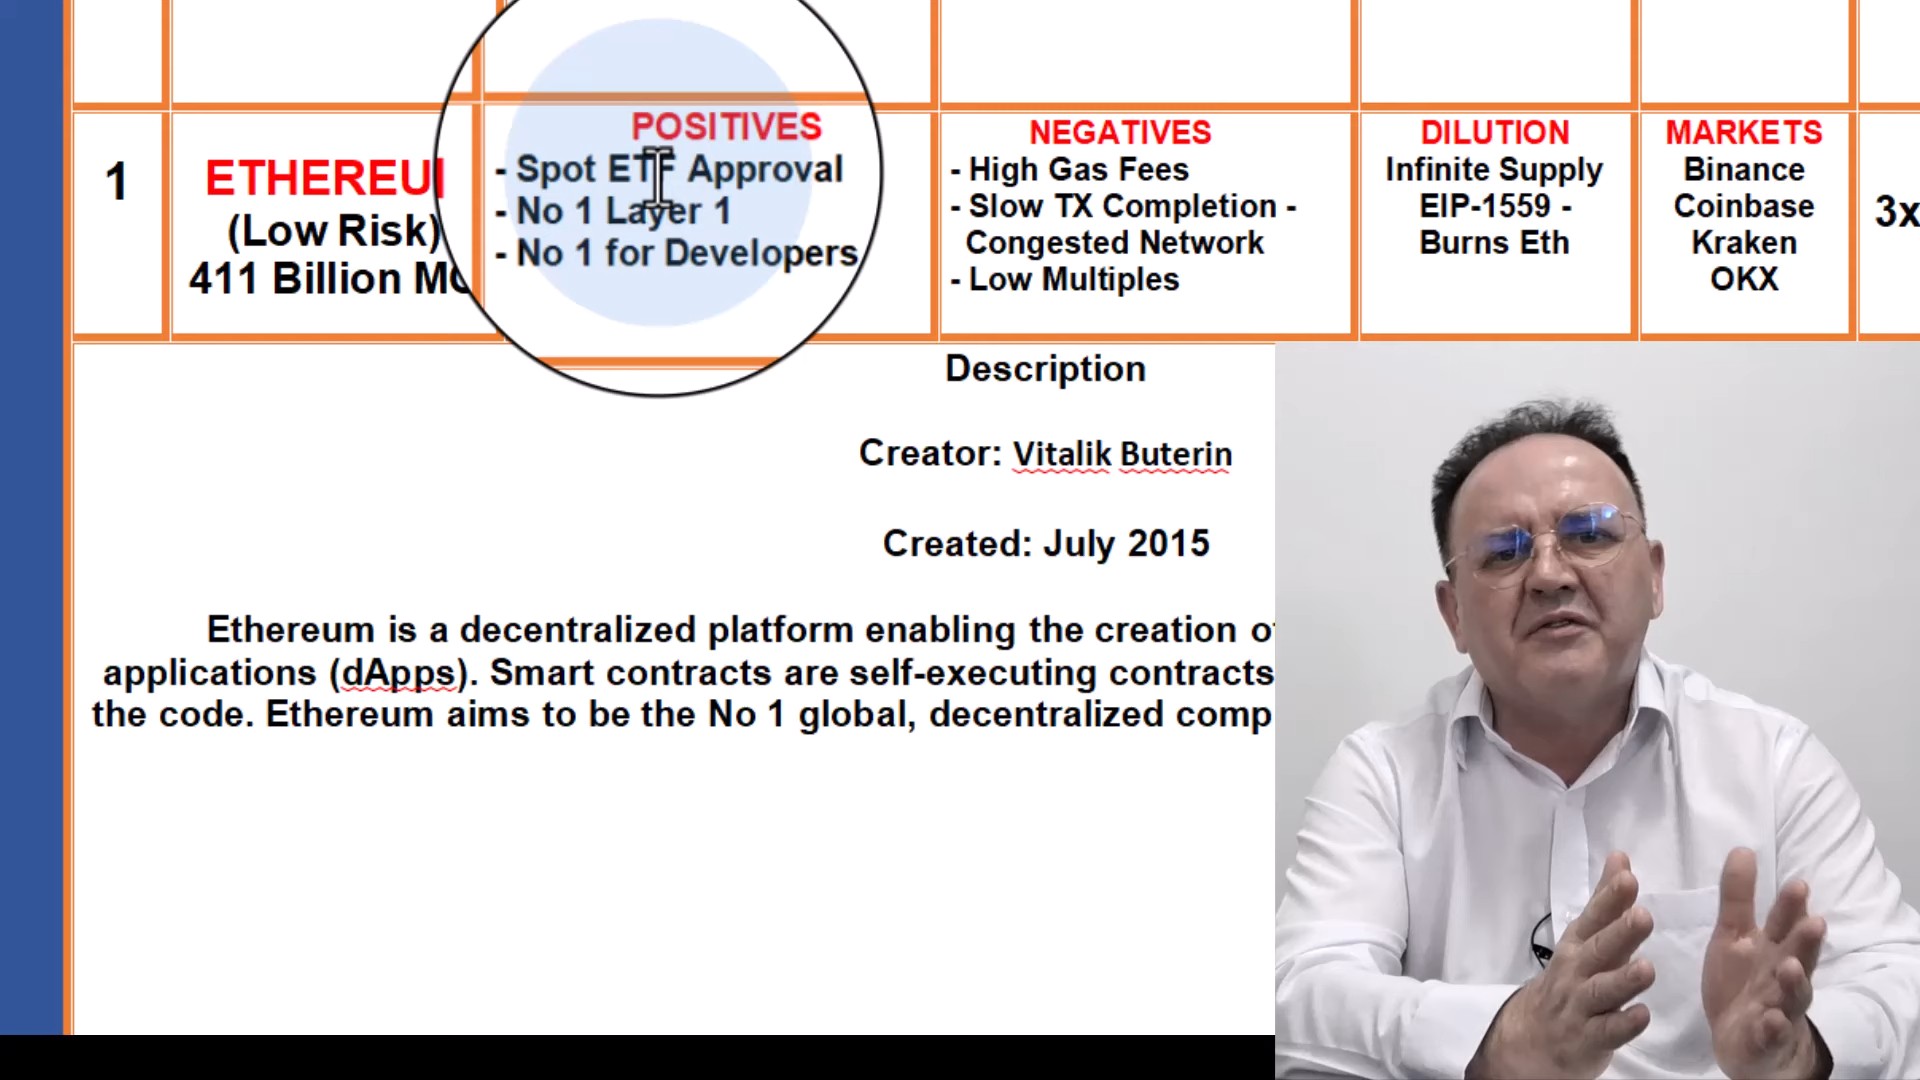 1
ETHEREU
(Low Risk)
411 Billion MC
POSITIVES
- Spot ETF Approval
- No 1 Layer 1
- No 1 for Developers
NEGATIVES
- High Gas Fees
- Slow TX Completion -
Congested Network
- Low Multiples
DILUTION
Infinite Supply
EIP-1559 -
Burns Eth
MARKETS
Binance
Coinbase
Kraken
OKX
3x
Description
Creator: Vitalik Buterin
Created: July 2015
Ethereum is a decentralized platform enabling the creation of
applications (dApps). Smart contracts are self-executing contracts
the code. Ethereum aims to be the No 1 global, decentralized comp